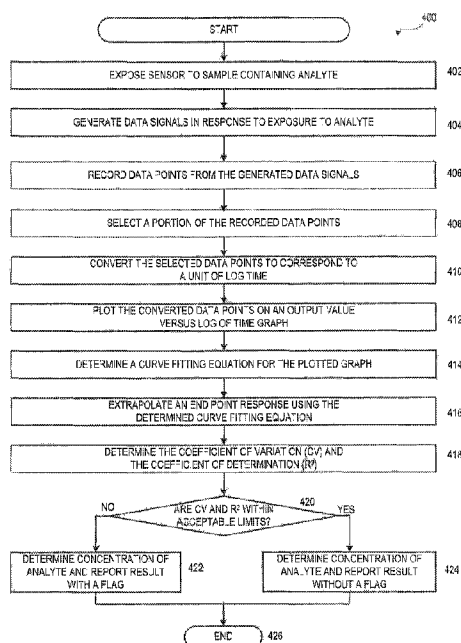 START
400
EXPOSE SENSOR TO SAMPLE CONTAINING ANALYTE
402
GENERATE DATA SIGNALS IN RESPONSE TO EXPOSURE TO ANALYTE
404
RECORD DATA POINTS FROM THE GENERATED DATA SIGNALS
406
SELECT A PORTION OF THE RECORDED DATA POINTS
408
CONVERT THE SELECTED DATA POINTS TO CORRESPOND TO
A UNIT OF LOG TIME
410
PLOT THE CONVERTED DATA POINTS ON AN OUTPUT VALUE
VERSUS LOG OF TIME GRAPH
412
DETERMINE A CURVE FITTING EQUATION FOR THE PLOTTED GRAPH
414
EXTRAPOLATE AN END POINT RESPONSE USING THE
DETERMINED CURVE FITTING EQUATION
416
DETERMINE THE COEFFICIENT OF VARIATION (CV) AND
THE COEFFICIENT OF DETERMINATION (R²)
418
420
NO
ARE CV AND R² WITHIN
ACCEPTABLE LIMITS?
YES
DETERMINE CONCENTRATION OF
ANALYTE AND REPORT RESULT
WITH A FLAG
422
DETERMINE CONCENTRATION OF
ANALYTE AND REPORT RESULT
WITHOUT A FLAG
424
END
426